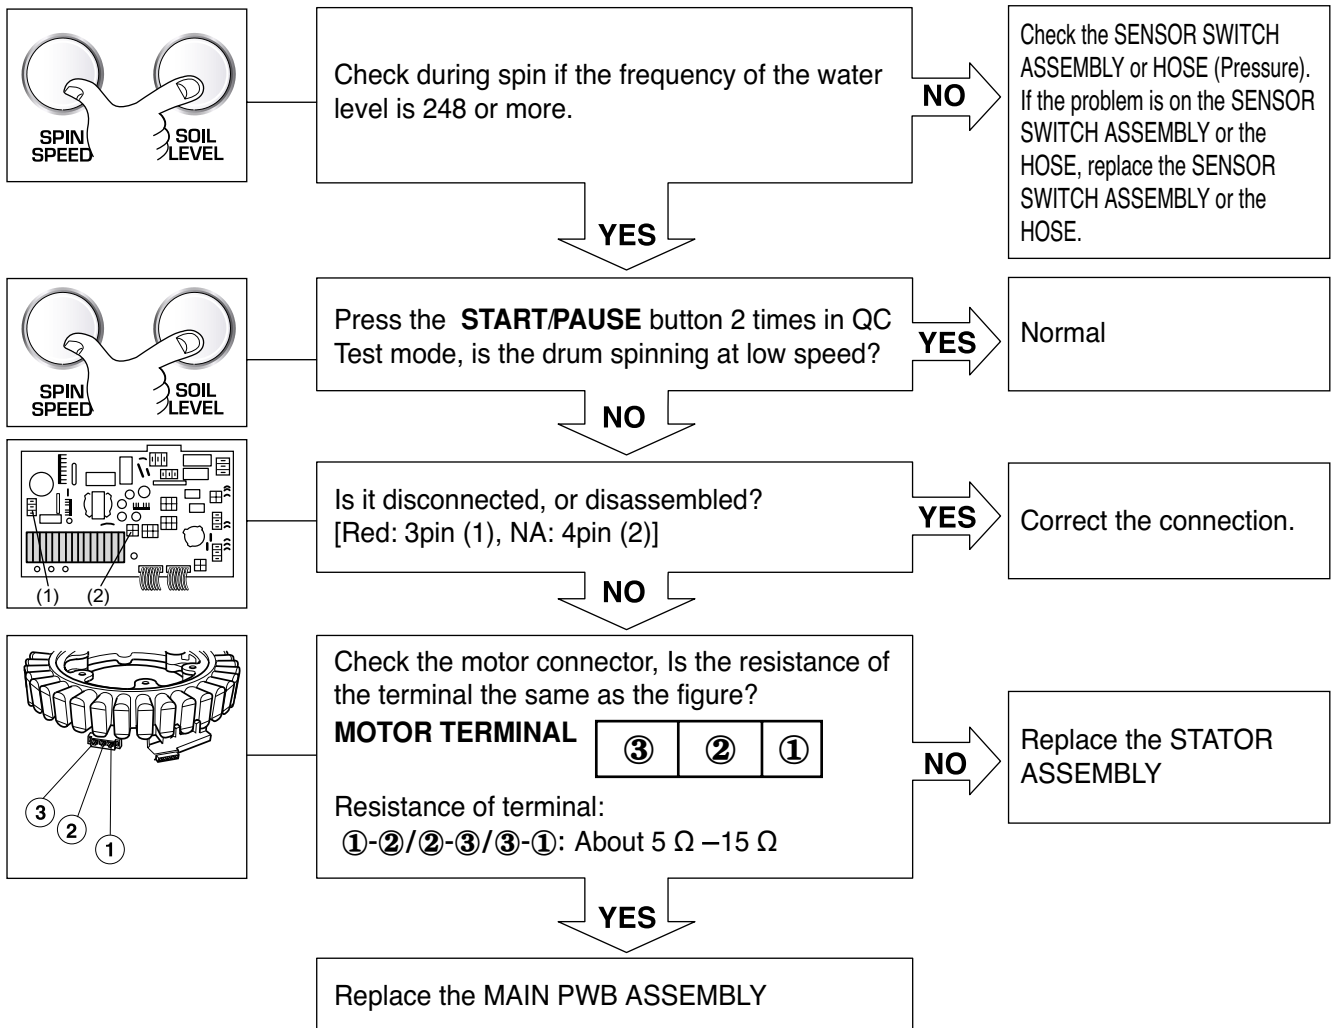 SPIN
SPEED
SOIL
LEVEL
Check during spin if the frequency of the water
level is 248 or more.
NO
Check the SENSOR SWITCH
ASSEMBLY or HOSE (Pressure).
If the problem is on the SENSOR
SWITCH ASSEMBLY or the
HOSE, replace the SENSOR
SWITCH ASSEMBLY or the
HOSE.
YES
SPIN
SPEED
SOIL
LEVEL
Press the START/PAUSE button 2 times in QC
Test mode, is the drum spinning at low speed?
YES
Normal
NO
(1) (2)
Is it disconnected, or disassembled?
[Red: 3pin (1), NA: 4pin (2)]
YES
Correct the connection.
NO
3
2
1
Check the motor connector, Is the resistance of
the terminal the same as the figure?
MOTOR TERMINAL ③ ② ①
Resistance of terminal:
①-②/②-③/③-①: About 5 Ω –15 Ω
NO
Replace the STATOR
ASSEMBLY
YES
Replace the MAIN PWB ASSEMBLY